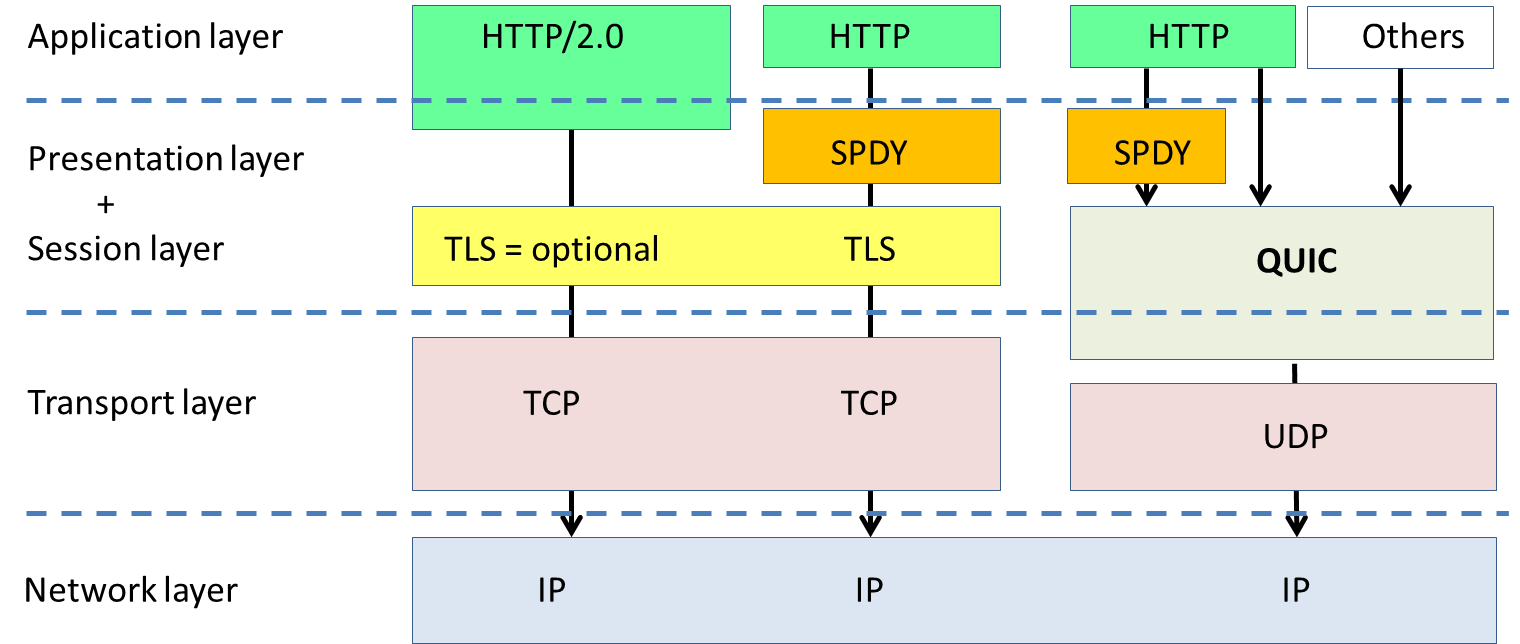 Application layer
HTTP/2.0
HTTP
HTTP
Others
Presentation layer
+
Session layer
SPDY
SPDY
TLS = optional
TLS
QUIC
Transport layer
TCP
TCP
UDP
Network layer
IP
IP
IP